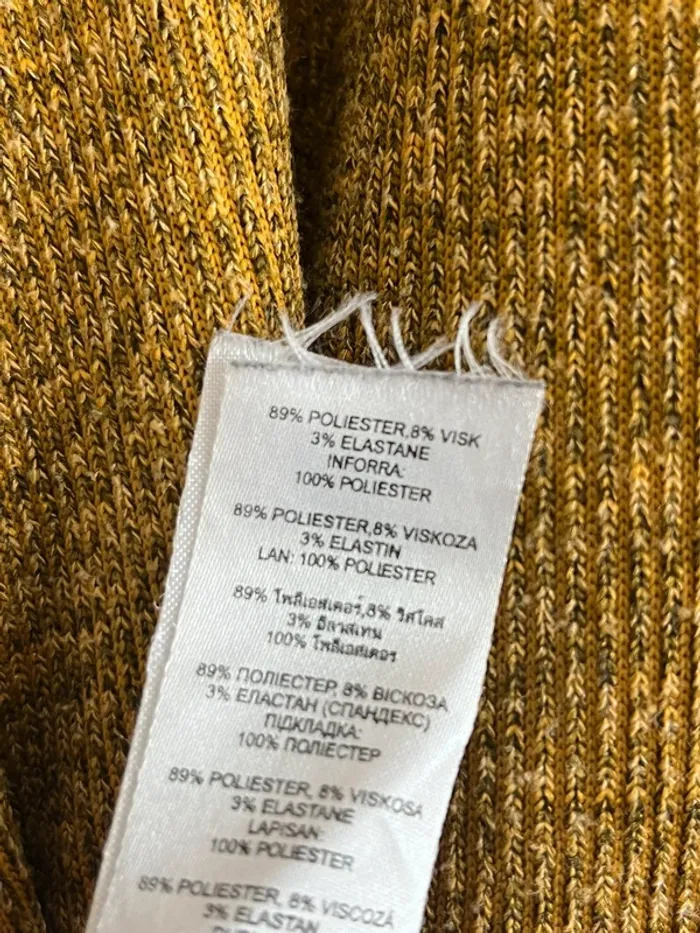 89% POLIESTER,8% VISK
3% ELASTANE
INFORRA:
100% POLIESTER
89% POLIESTER,8% VISKOZA
3% ELASTIN
LAN: 100% POLIESTER
89% โพลีเอสเตอร์,8% วิสโคส
3% อีลาสเทน
100% โพลีเอสเตอร์
89% ПОЛІЕСТЕР, 8% ВІСКОЗА
3% ЕЛАСТАН (СПАНДЕКС)
ПІДКЛАДКА:
100% ПОЛІЕСТЕР
89% POLIESTER, 8% VISKOSA
3% ELASTANE
LAPISAN:
100% POLIESTER
89% POLIESTER, 8% VISCOZĂ
3% ELASTAN